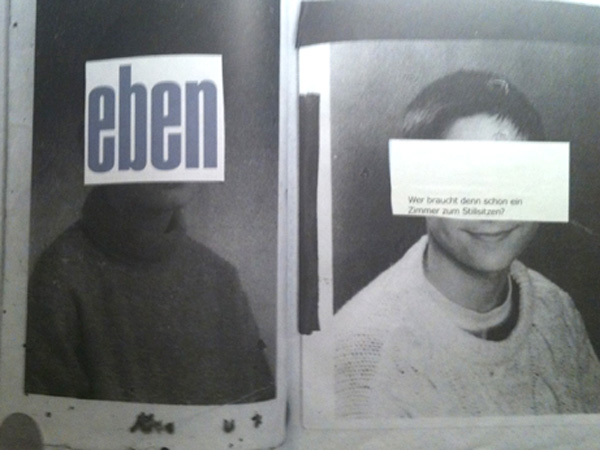 eben
Wer braucht denn schon ein
Zimmer zum Stillsitzen?